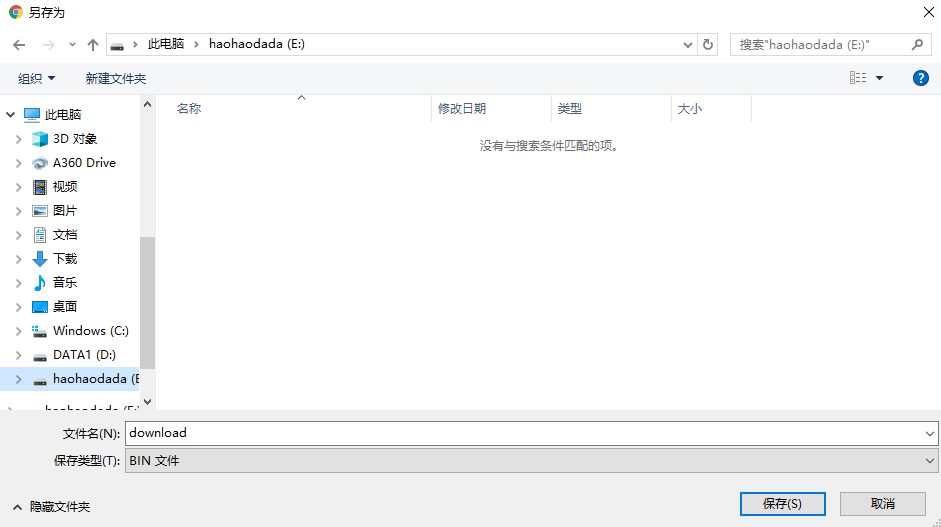 另存为
此电脑 › haohaodada (E:)
搜索"haohaodada (E:)"
组织
新建文件夹
此电脑
3D 对象
A360 Drive
视频
图片
文档
下载
音乐
桌面
Windows (C:)
DATA1 (D:)
haohaodada (E
名称
修改日期
类型
大小
没有与搜索条件匹配的项。
文件名(N):
download
保存类型(T):
BIN 文件
隐藏文件夹
保存(S)
取消